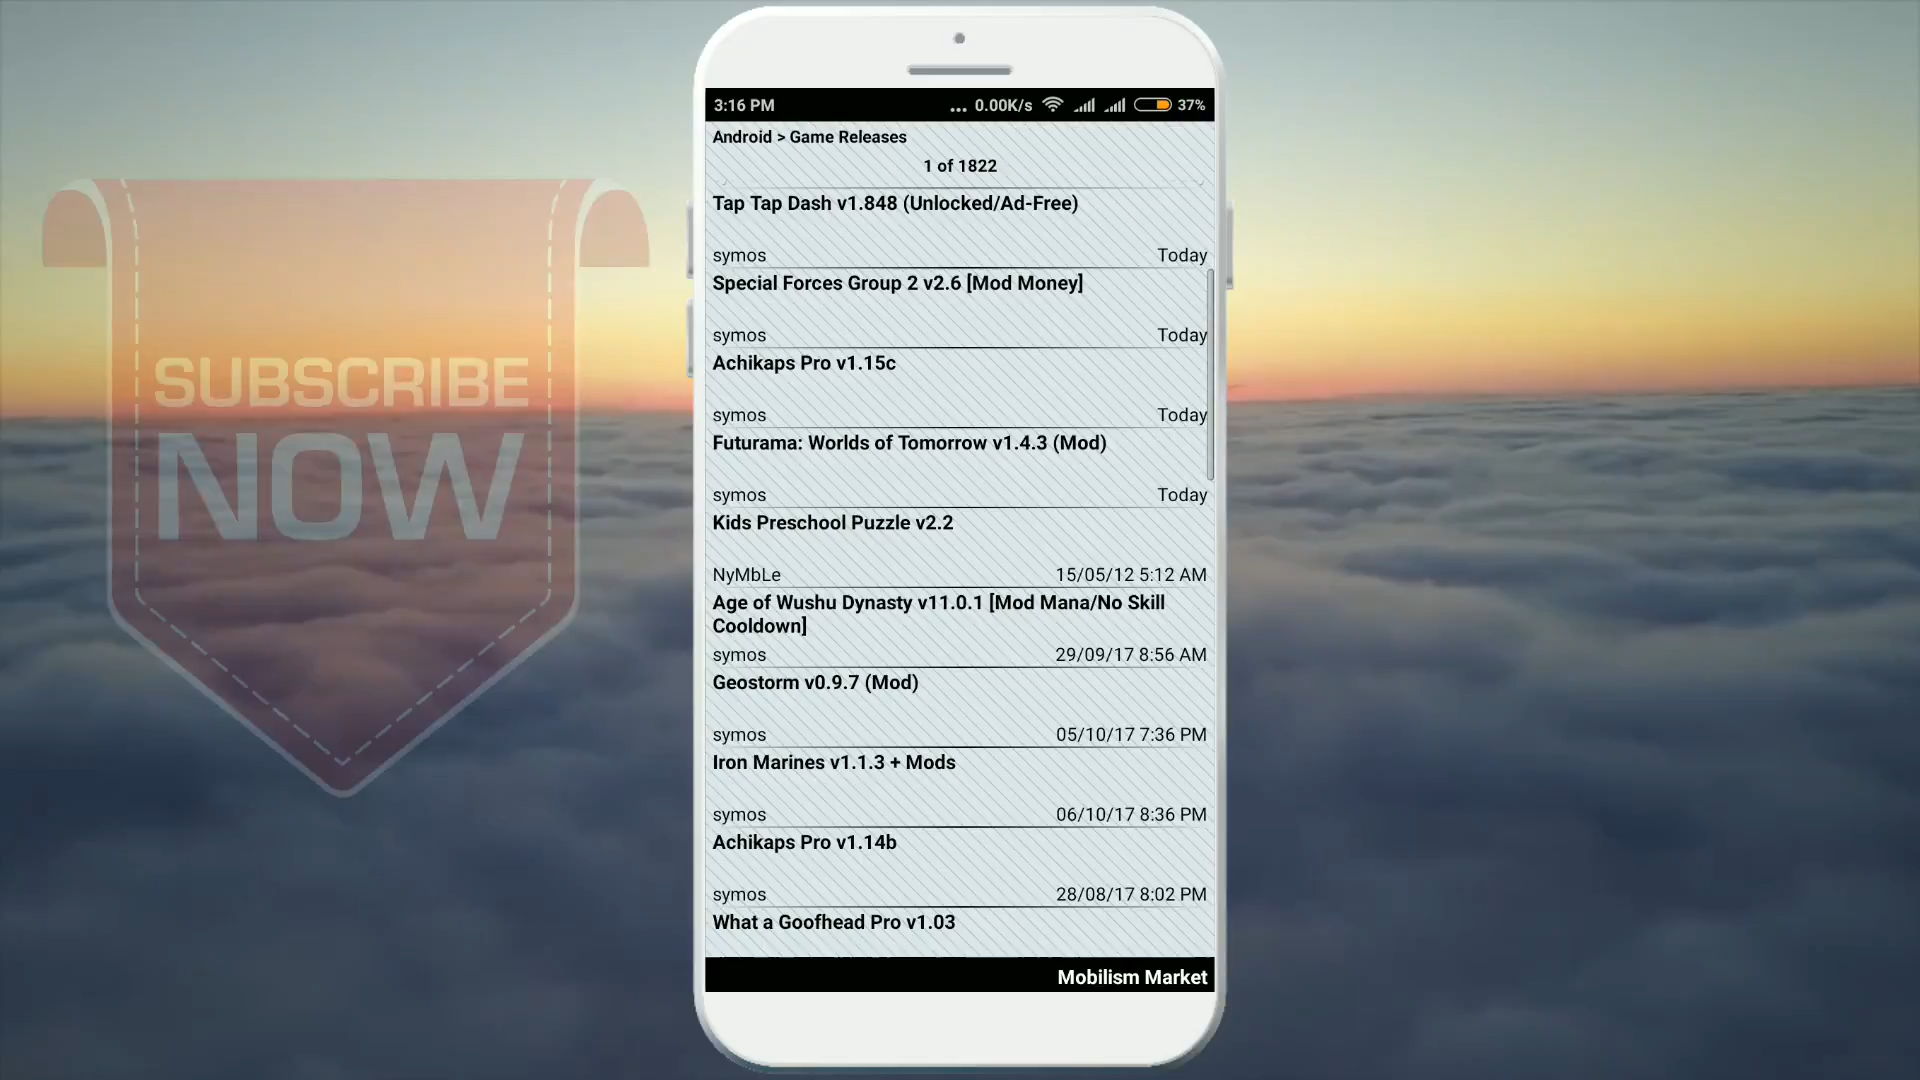 SUBSCRIBE
NOW
3:16 PM ... 0.00K/s 37%
Android > Game Releases
1 of 1822
Tap Tap Dash v1.848 (Unlocked/Ad-Free)
symos Today
Special Forces Group 2 v2.6 [Mod Money]
symos Today
Achikaps Pro v1.15c
symos Today
Futurama: Worlds of Tomorrow v1.4.3 (Mod)
symos Today
Kids Preschool Puzzle v2.2
NyMbLe 15/05/12 5:12 AM
Age of Wushu Dynasty v11.0.1 [Mod Mana/No Skill
Cooldown]
symos 29/09/17 8:56 AM
Geostorm v0.9.7 (Mod)
symos 05/10/17 7:36 PM
Iron Marines v1.1.3 + Mods
symos 06/10/17 8:36 PM
Achikaps Pro v1.14b
symos 28/08/17 8:02 PM
What a Goofhead Pro v1.03
Mobilism Market